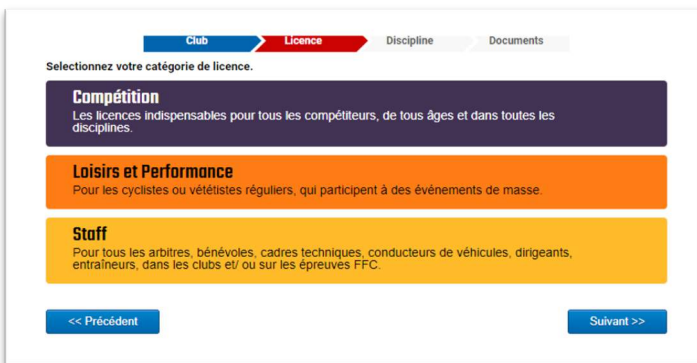 Club Licence Discipline Documents
Selectionnez votre catégorie de licence.
Compétition
Les licences indispensables pour tous les compétiteurs, de tous âges et dans toutes les
disciplines.
Loisirs et Performance
Pour les cyclistes ou vététistes réguliers, qui participent à des événements de masse.
Staff
Pour tous les arbitres, bénévoles, cadres techniques, conducteurs de véhicules, dirigeants,
entraîneurs, dans les clubs et/ ou sur les épreuves FFC.
<< Précédent Suivant >>